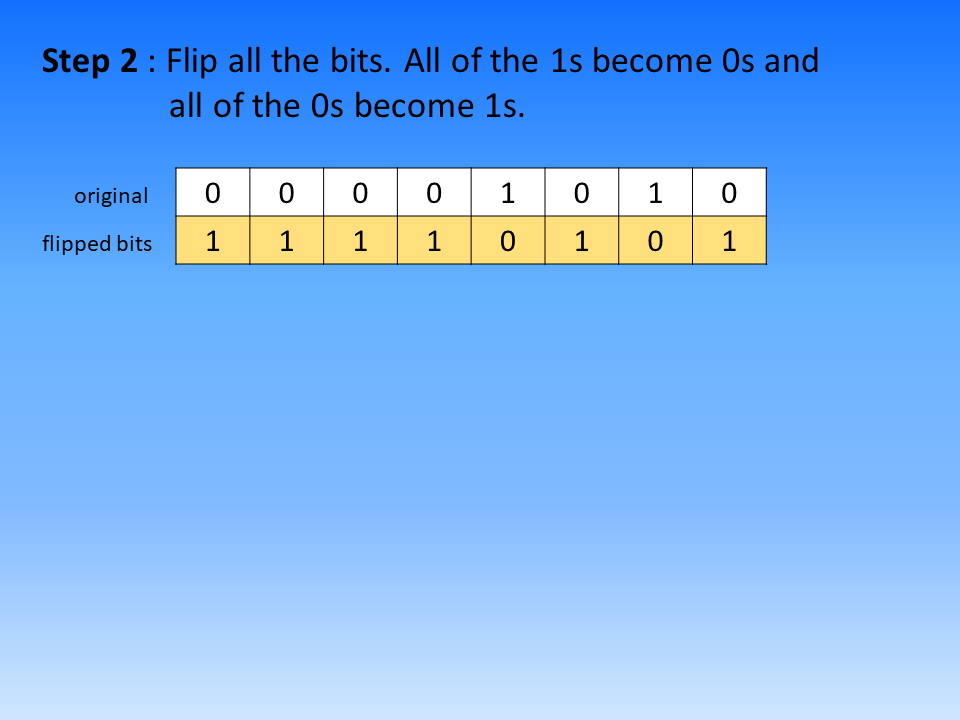 Step 2 : Flip all the bits. All of the 1s become 0s and
all of the 0s become 1s.
original 0 0 0 0 1 0 1 0
flipped bits 1 1 1 1 0 1 0 1